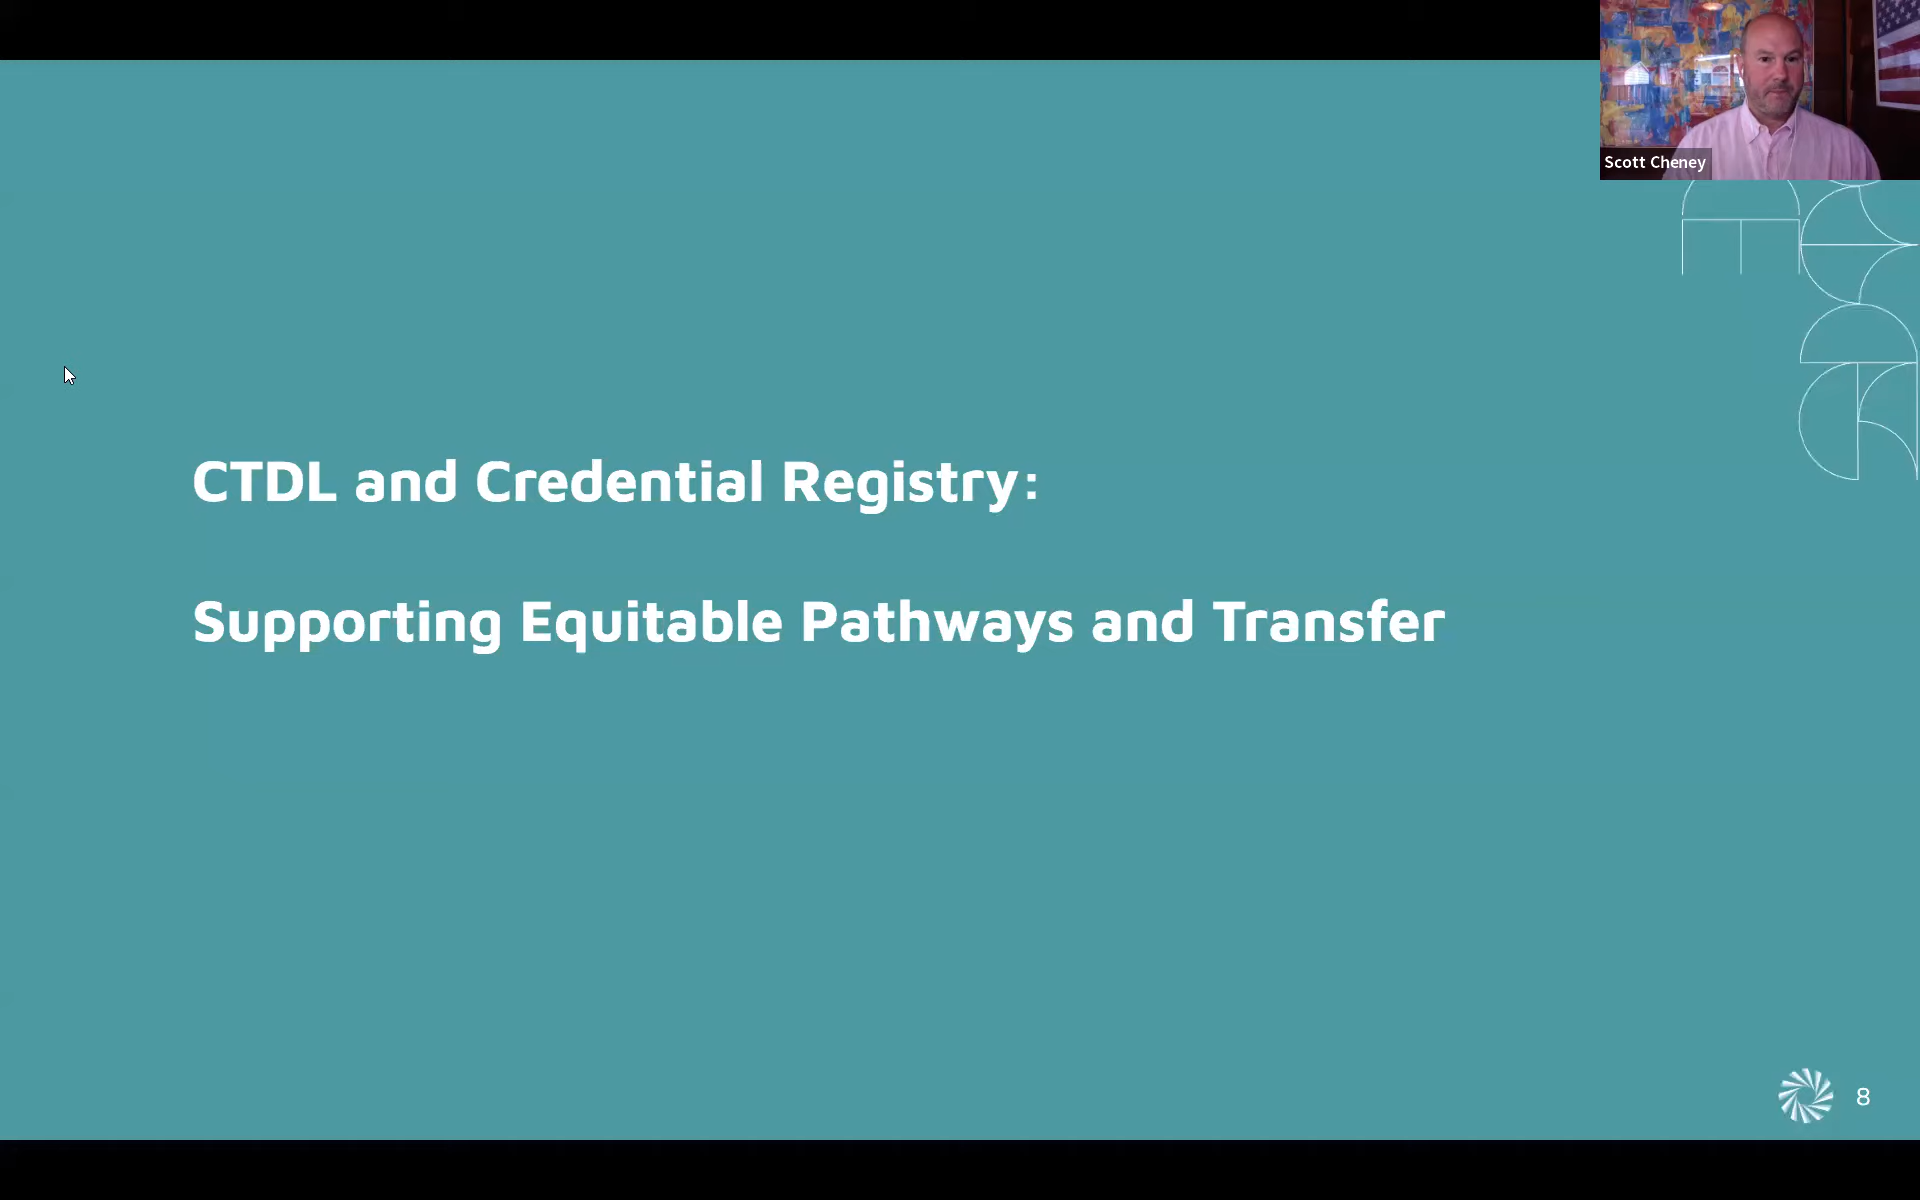 Scott Cheney
CTDL and Credential Registry:
Supporting Equitable Pathways and Transfer
8